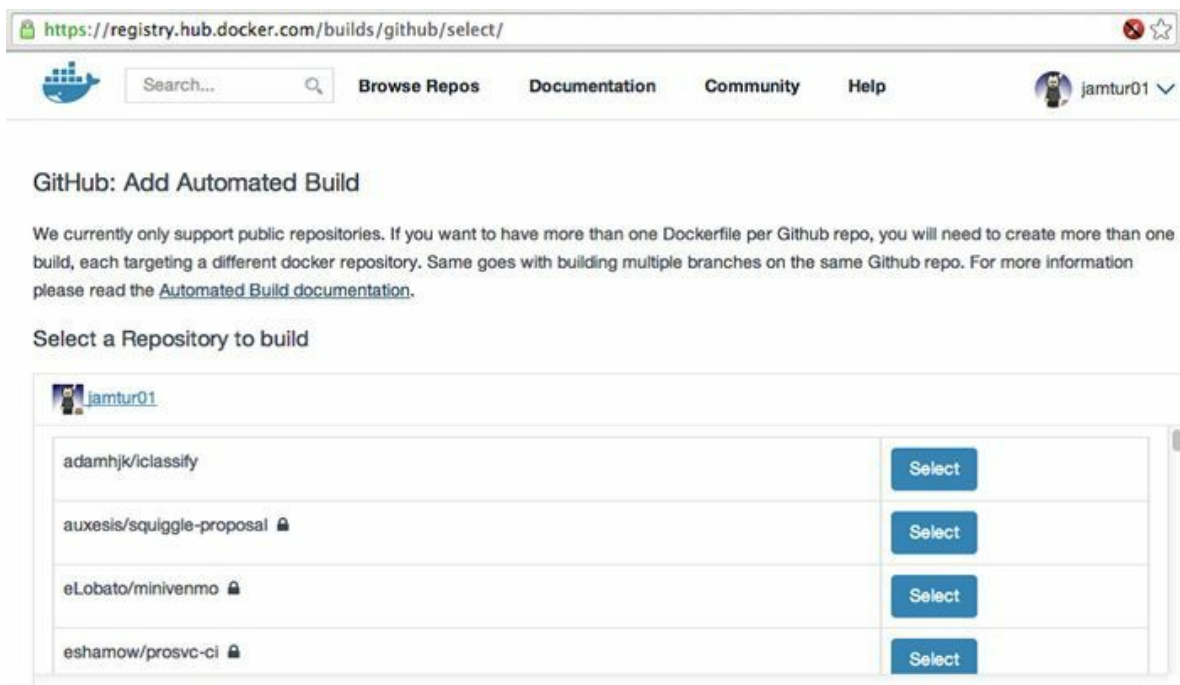 https://registry.hub.docker.com/builds/github/select/
Search...
Browse Repos
Documentation
Community
Help
jamtur01
GitHub: Add Automated Build
We currently only support public repositories. If you want to have more than one Dockerfile per Github repo, you will need to create more than one
build, each targeting a different docker repository. Same goes with building multiple branches on the same Github repo. For more information
please read the Automated Build documentation.
Select a Repository to build
jamtur01
adamhjk/iclassify
Select
auxesis/squiggle-proposal
Select
eLobato/minivenmo
Select
eshamow/prosvc-ci
Select